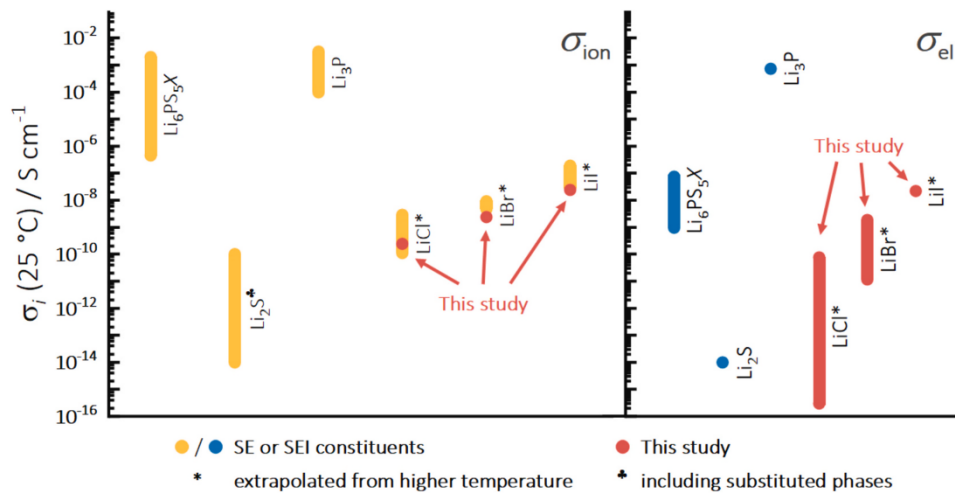 σᵢ (25 °C) / S cm⁻¹
10⁻²
10⁻⁴
10⁻⁶
10⁻⁸
10⁻¹⁰
10⁻¹²
10⁻¹⁴
10⁻¹⁶
σion
Li₆PS₅X
Li₂S♣
Li₃P
LiCl*
LiBr*
LiI*
This study
σel
Li₆PS₅X
Li₂S
Li₃P
LiCl*
LiBr*
LiI*
This study
/ SE or SEI constituents
This study
* extrapolated from higher temperature
♣ including substituted phases